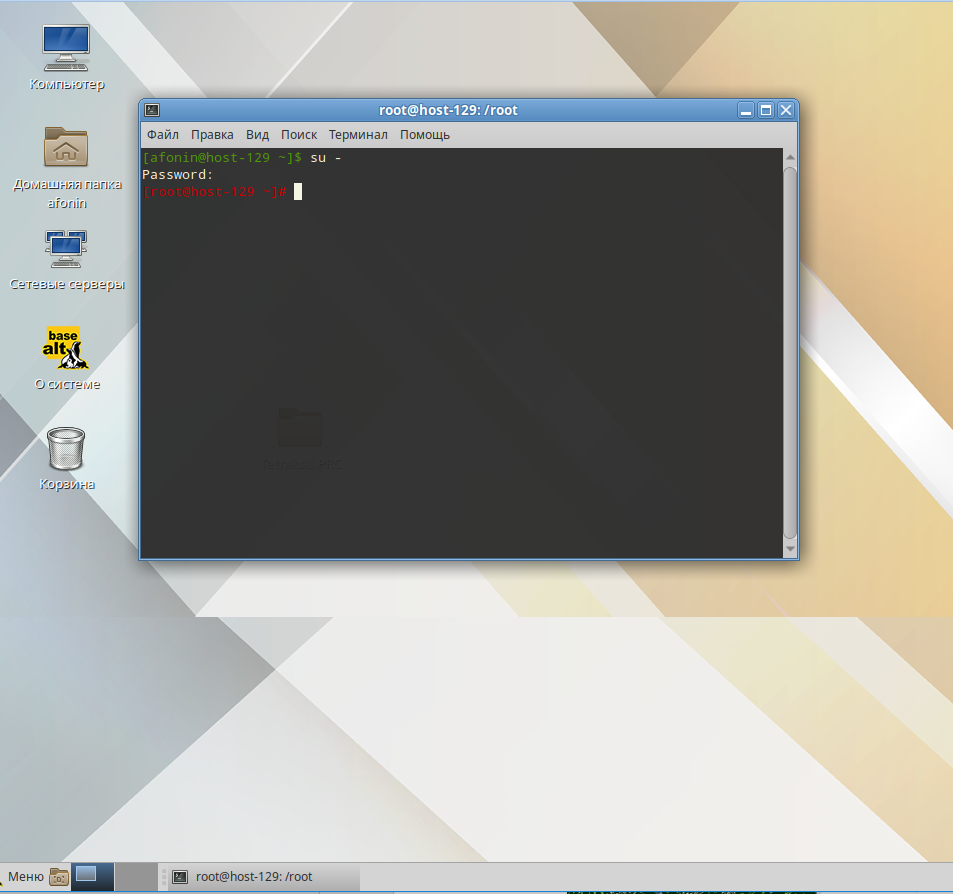 Компьютер
Домашняя папка
afonin
Сетевые серверы
base
alt
О системе
Корзина
root@host-129: /root
Файл Правка Вид Поиск Терминал Помощь
[afonin@host-129 ~]$ su -
Password:
[root@host-129 ~]#
Меню
root@host-129: /root